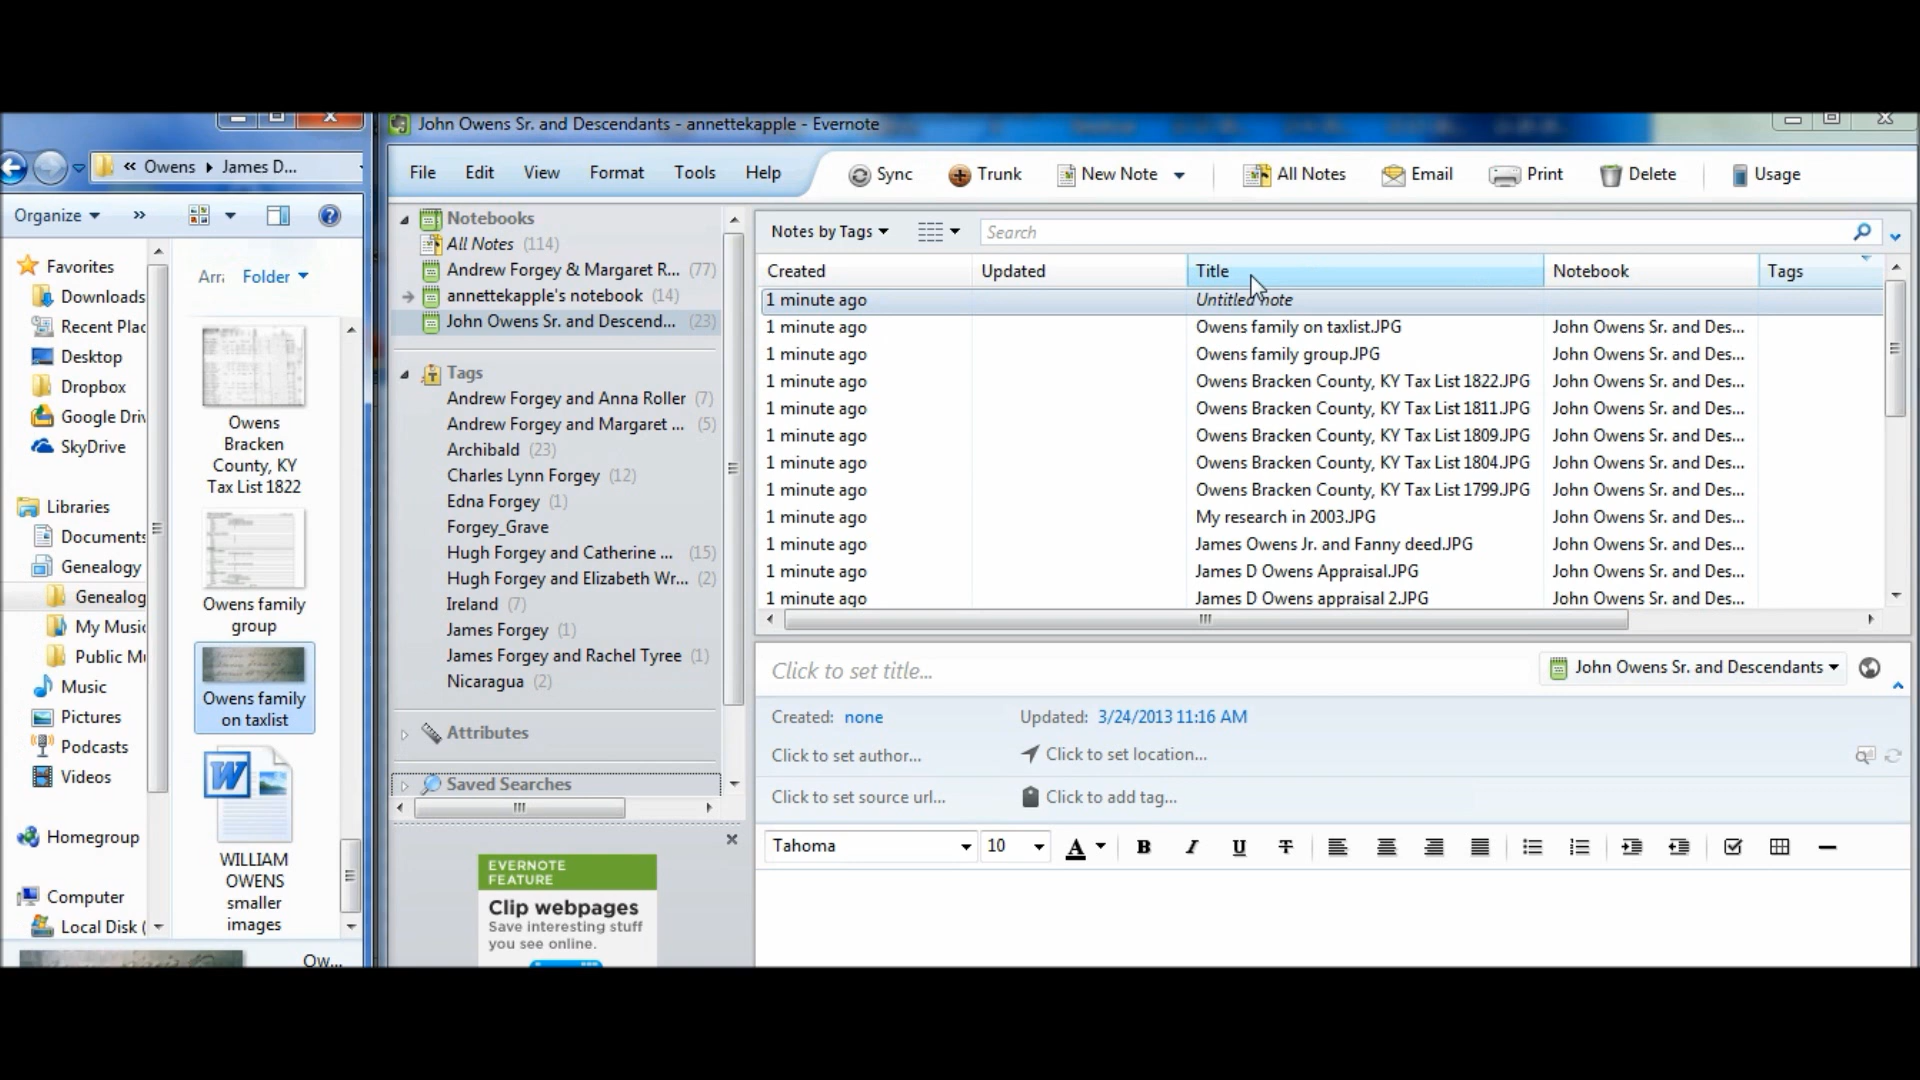 John Owens Sr. and Descendants - annettekapple - Evernote
« Owens James D...
Organize »
Favorites
Downloads
Recent Plac
Desktop
Dropbox
Google Driv
SkyDrive
Libraries
Documents
Genealogy
Genealog
My Music
Public Mu
Music
Pictures
Podcasts
Videos
Homegroup
Computer
Local Disk (
Arr Folder
Owens
Bracken
County, KY
Tax List 1822
Owens family
group
Owens family
on taxlist
WILLIAM
OWENS
smaller
images
Ow...
File Edit View Format Tools Help
Sync Trunk New Note All Notes Email Print Delete Usage
Notebooks
All Notes (114)
Andrew Forgey & Margaret R... (77)
annettekapple's notebook (14)
John Owens Sr. and Descend... (23)
Tags
Andrew Forgey and Anna Roller (7)
Andrew Forgey and Margaret ... (5)
Archibald (23)
Charles Lynn Forgey (12)
Edna Forgey (1)
Forgey_Grave
Hugh Forgey and Catherine ... (15)
Hugh Forgey and Elizabeth Wr... (2)
Ireland (7)
James Forgey (1)
James Forgey and Rachel Tyree (1)
Nicaragua (2)
Attributes
Saved Searches
EVERNOTE
FEATURE
Clip webpages
Save interesting stuff
you see online.
Notes by Tags Search
Created Updated Title Notebook Tags
1 minute ago Untitled note
1 minute ago Owens family on taxlist.JPG John Owens Sr. and Des...
1 minute ago Owens family group.JPG John Owens Sr. and Des...
1 minute ago Owens Bracken County, KY Tax List 1822.JPG John Owens Sr. and Des...
1 minute ago Owens Bracken County, KY Tax List 1811.JPG John Owens Sr. and Des...
1 minute ago Owens Bracken County, KY Tax List 1809.JPG John Owens Sr. and Des...
1 minute ago Owens Bracken County, KY Tax List 1804.JPG John Owens Sr. and Des...
1 minute ago Owens Bracken County, KY Tax List 1799.JPG John Owens Sr. and Des...
1 minute ago My research in 2003.JPG John Owens Sr. and Des...
1 minute ago James Owens Jr. and Fanny deed.JPG John Owens Sr. and Des...
1 minute ago James D Owens Appraisal.JPG John Owens Sr. and Des...
1 minute ago James D Owens appraisal 2.JPG John Owens Sr. and Des...
Click to set title... John Owens Sr. and Descendants
Created: none Updated: 3/24/2013 11:16 AM
Click to set author... Click to set location...
Click to set source url... Click to add tag...
Tahoma 10 A B I U T